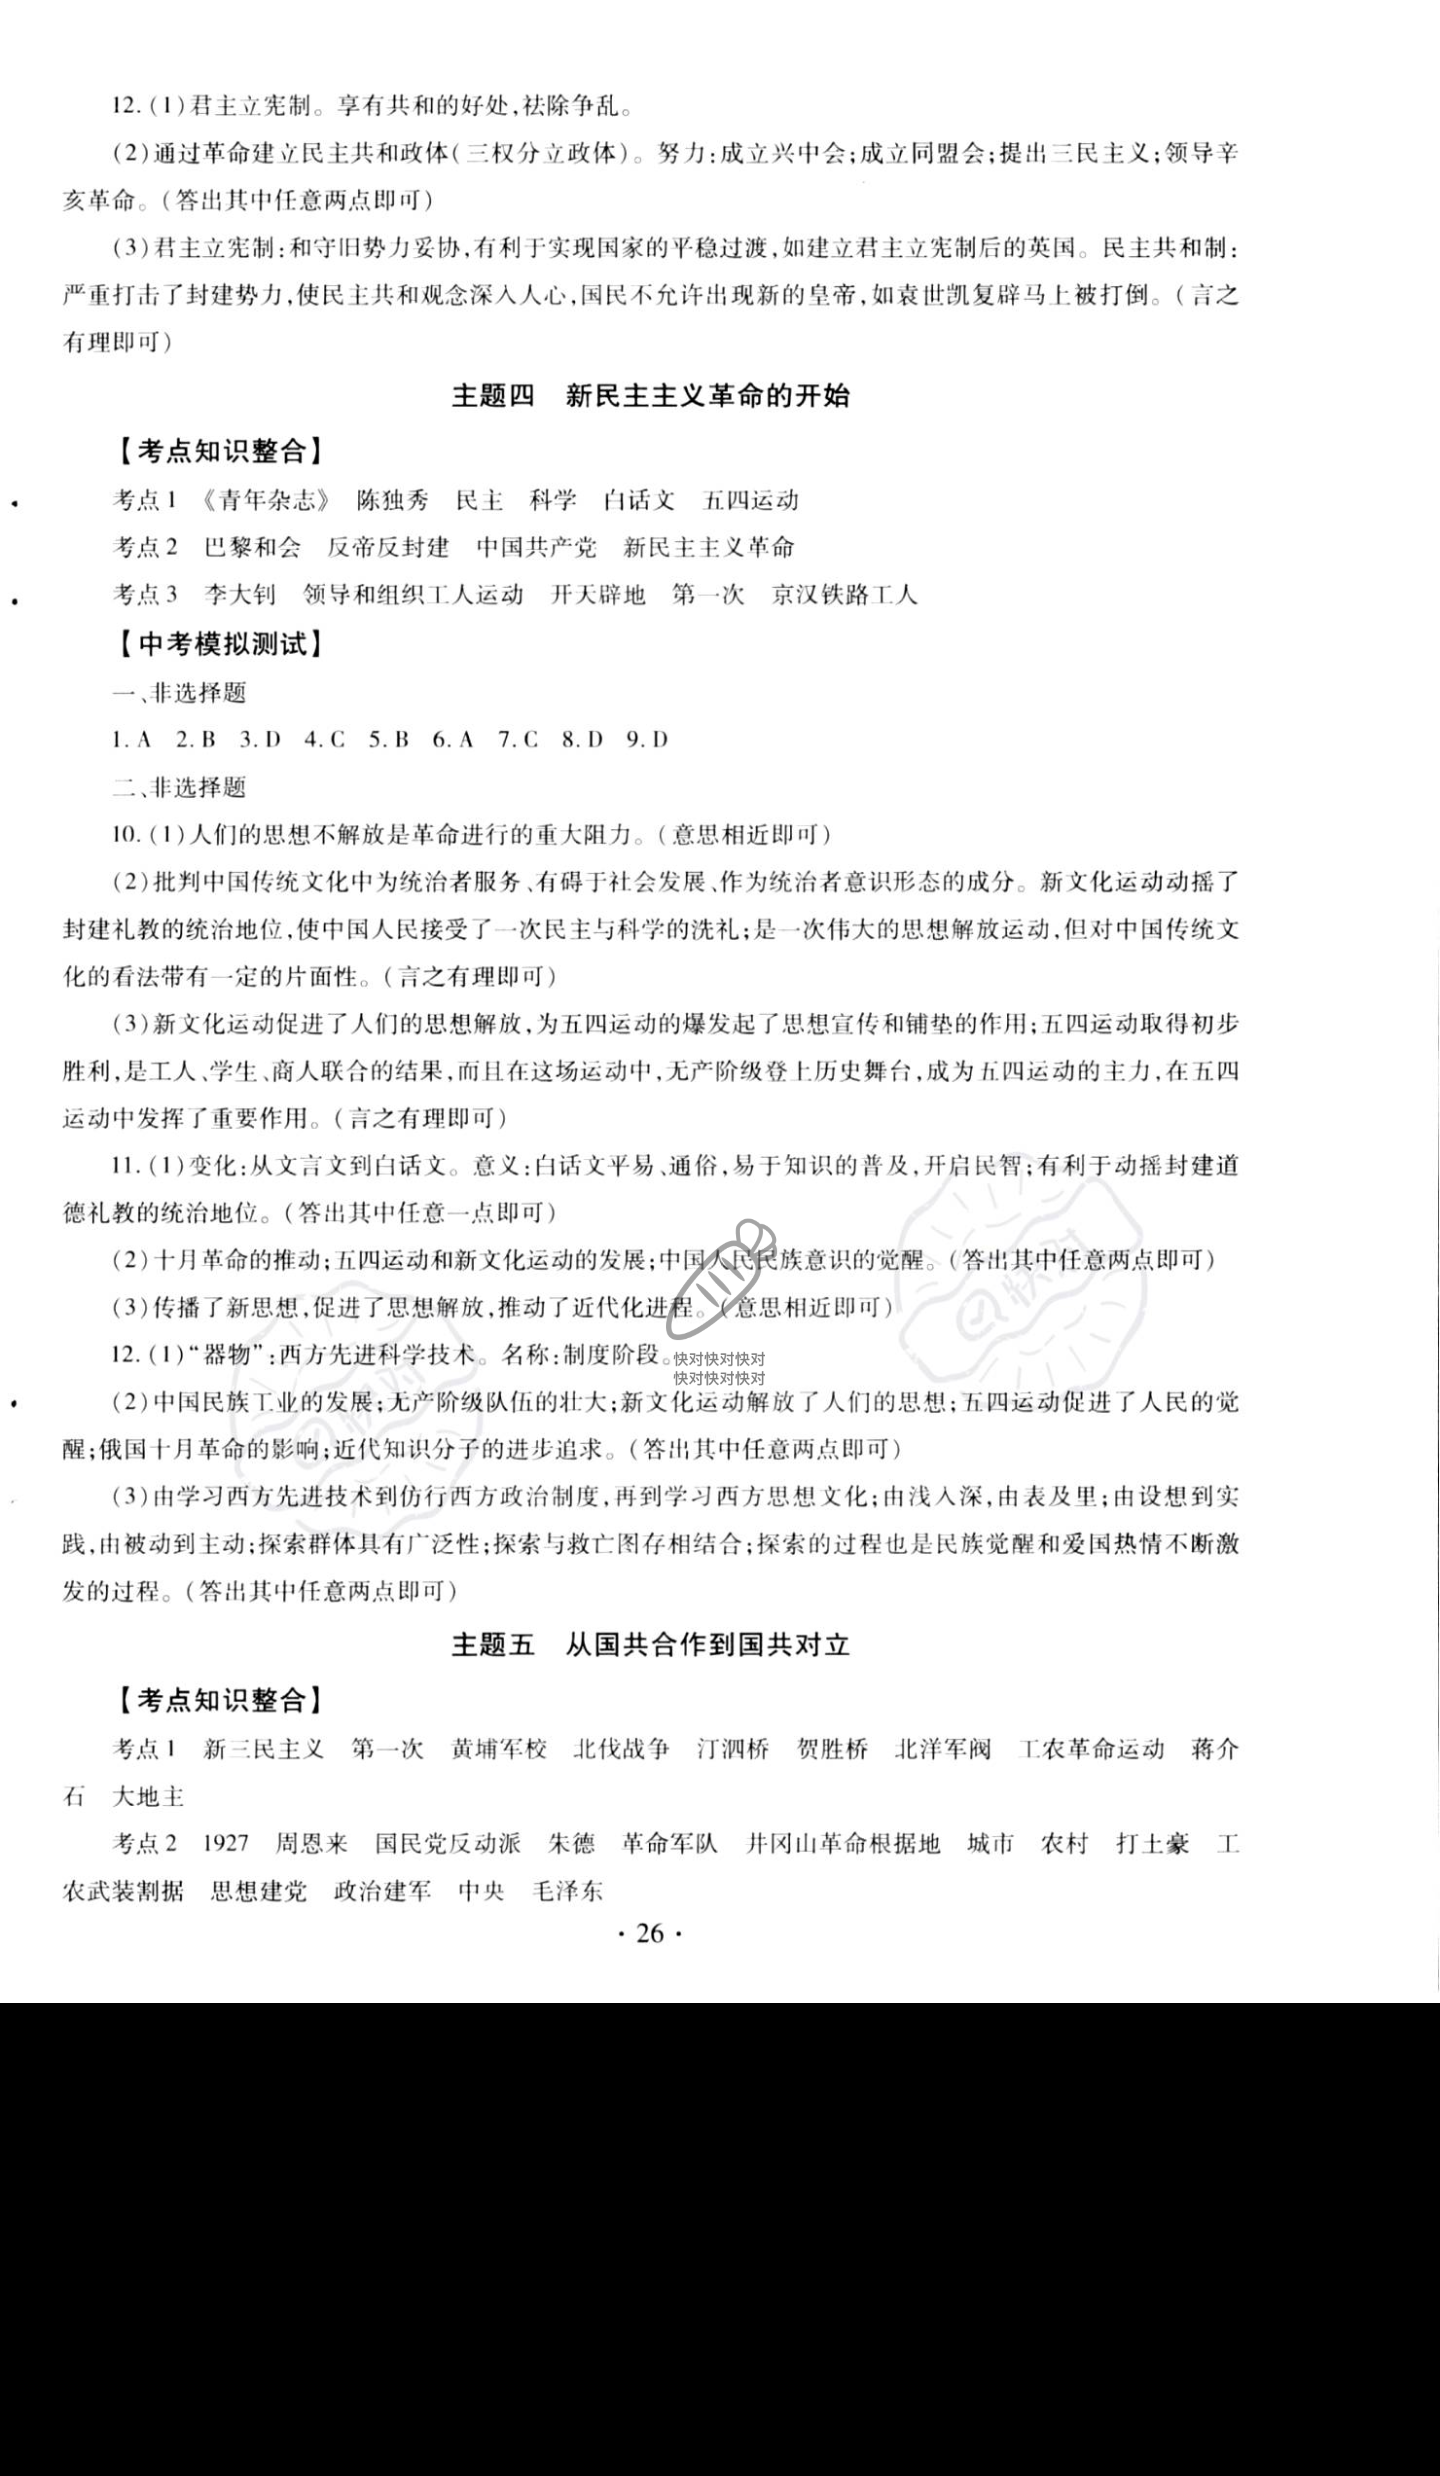 12.(1)君主立宪制。享有共和的好处,祛除争乱。
(2)通过革命建立民主共和政体(三权分立政体)。努力:成立兴中会;成立同盟会;提出三民主义;领导辛
亥革命。(答出其中任意两点即可)
(3)君主立宪制:和守旧势力妥协,有利于实现国家的平稳过渡,如建立君主立宪制后的英国。民主共和制:
严重打击了封建势力,使民主共和观念深入人心,国民不允许出现新的皇帝,如袁世凯复辟马上被打倒。(言之
有理即可)
主题四 新民主主义革命的开始
【考点知识整合】
考点1 《青年杂志》 陈独秀 民主 科学 白话文 五四运动
考点2 巴黎和会 反帝反封建 中国共产党 新民主主义革命
考点3 李大钊 领导和组织工人运动 开天辟地 第一次 京汉铁路工人
【中考模拟测试】
一、非选择题
1.A 2.B 3.D 4.C 5.B 6.A 7.C 8.D 9.D
二、非选择题
10.(1)人们的思想不解放是革命进行的重大阻力。(意思相近即可)
(2)批判中国传统文化中为统治者服务、有碍于社会发展、作为统治者意识形态的成分。新文化运动动摇了
封建礼教的统治地位,使中国人民接受了一次民主与科学的洗礼;是一次伟大的思想解放运动,但对中国传统文
化的看法带有一定的片面性。(言之有理即可)
(3)新文化运动促进了人们的思想解放,为五四运动的爆发起了思想宣传和铺垫的作用;五四运动取得初步
胜利,是工人、学生、商人联合的结果,而且在这场运动中,无产阶级登上历史舞台,成为五四运动的主力,在五四
运动中发挥了重要作用。(言之有理即可)
11.(1)变化:从文言文到白话文。意义:白话文平易、通俗,易于知识的普及,开启民智;有利于动摇封建道
德礼教的统治地位。(答出其中任意一点即可)
(2)十月革命的推动;五四运动和新文化运动的发展;中国人民民族意识的觉醒。(答出其中任意两点即可)
(3)传播了新思想,促进了思想解放,推动了近代化进程。(意思相近即可)
12.(1)“器物”:西方先进科学技术。名称:制度阶段。
快对快对快对
快对快对快对
(2)中国民族工业的发展;无产阶级队伍的壮大;新文化运动解放了人们的思想;五四运动促进了人民的觉
醒;俄国十月革命的影响;近代知识分子的进步追求。(答出其中任意两点即可)
(3)由学习西方先进技术到仿行西方政治制度,再到学习西方思想文化;由浅入深,由表及里;由设想到实
践,由被动到主动;探索群体具有广泛性;探索与救亡图存相结合;探索的过程也是民族觉醒和爱国热情不断激
发的过程。(答出其中任意两点即可)
主题五 从国共合作到国共对立
【考点知识整合】
考点1 新三民主义 第一次 黄埔军校 北伐战争 汀泗桥 贺胜桥 北洋军阀 工农革命运动 蒋介
石 大地主
考点2 1927 周恩来 国民党反动派 朱德 革命军队 井冈山革命根据地 城市 农村 打土豪 工
农武装割据 思想建党 政治建军 中央 毛泽东
· 26 ·